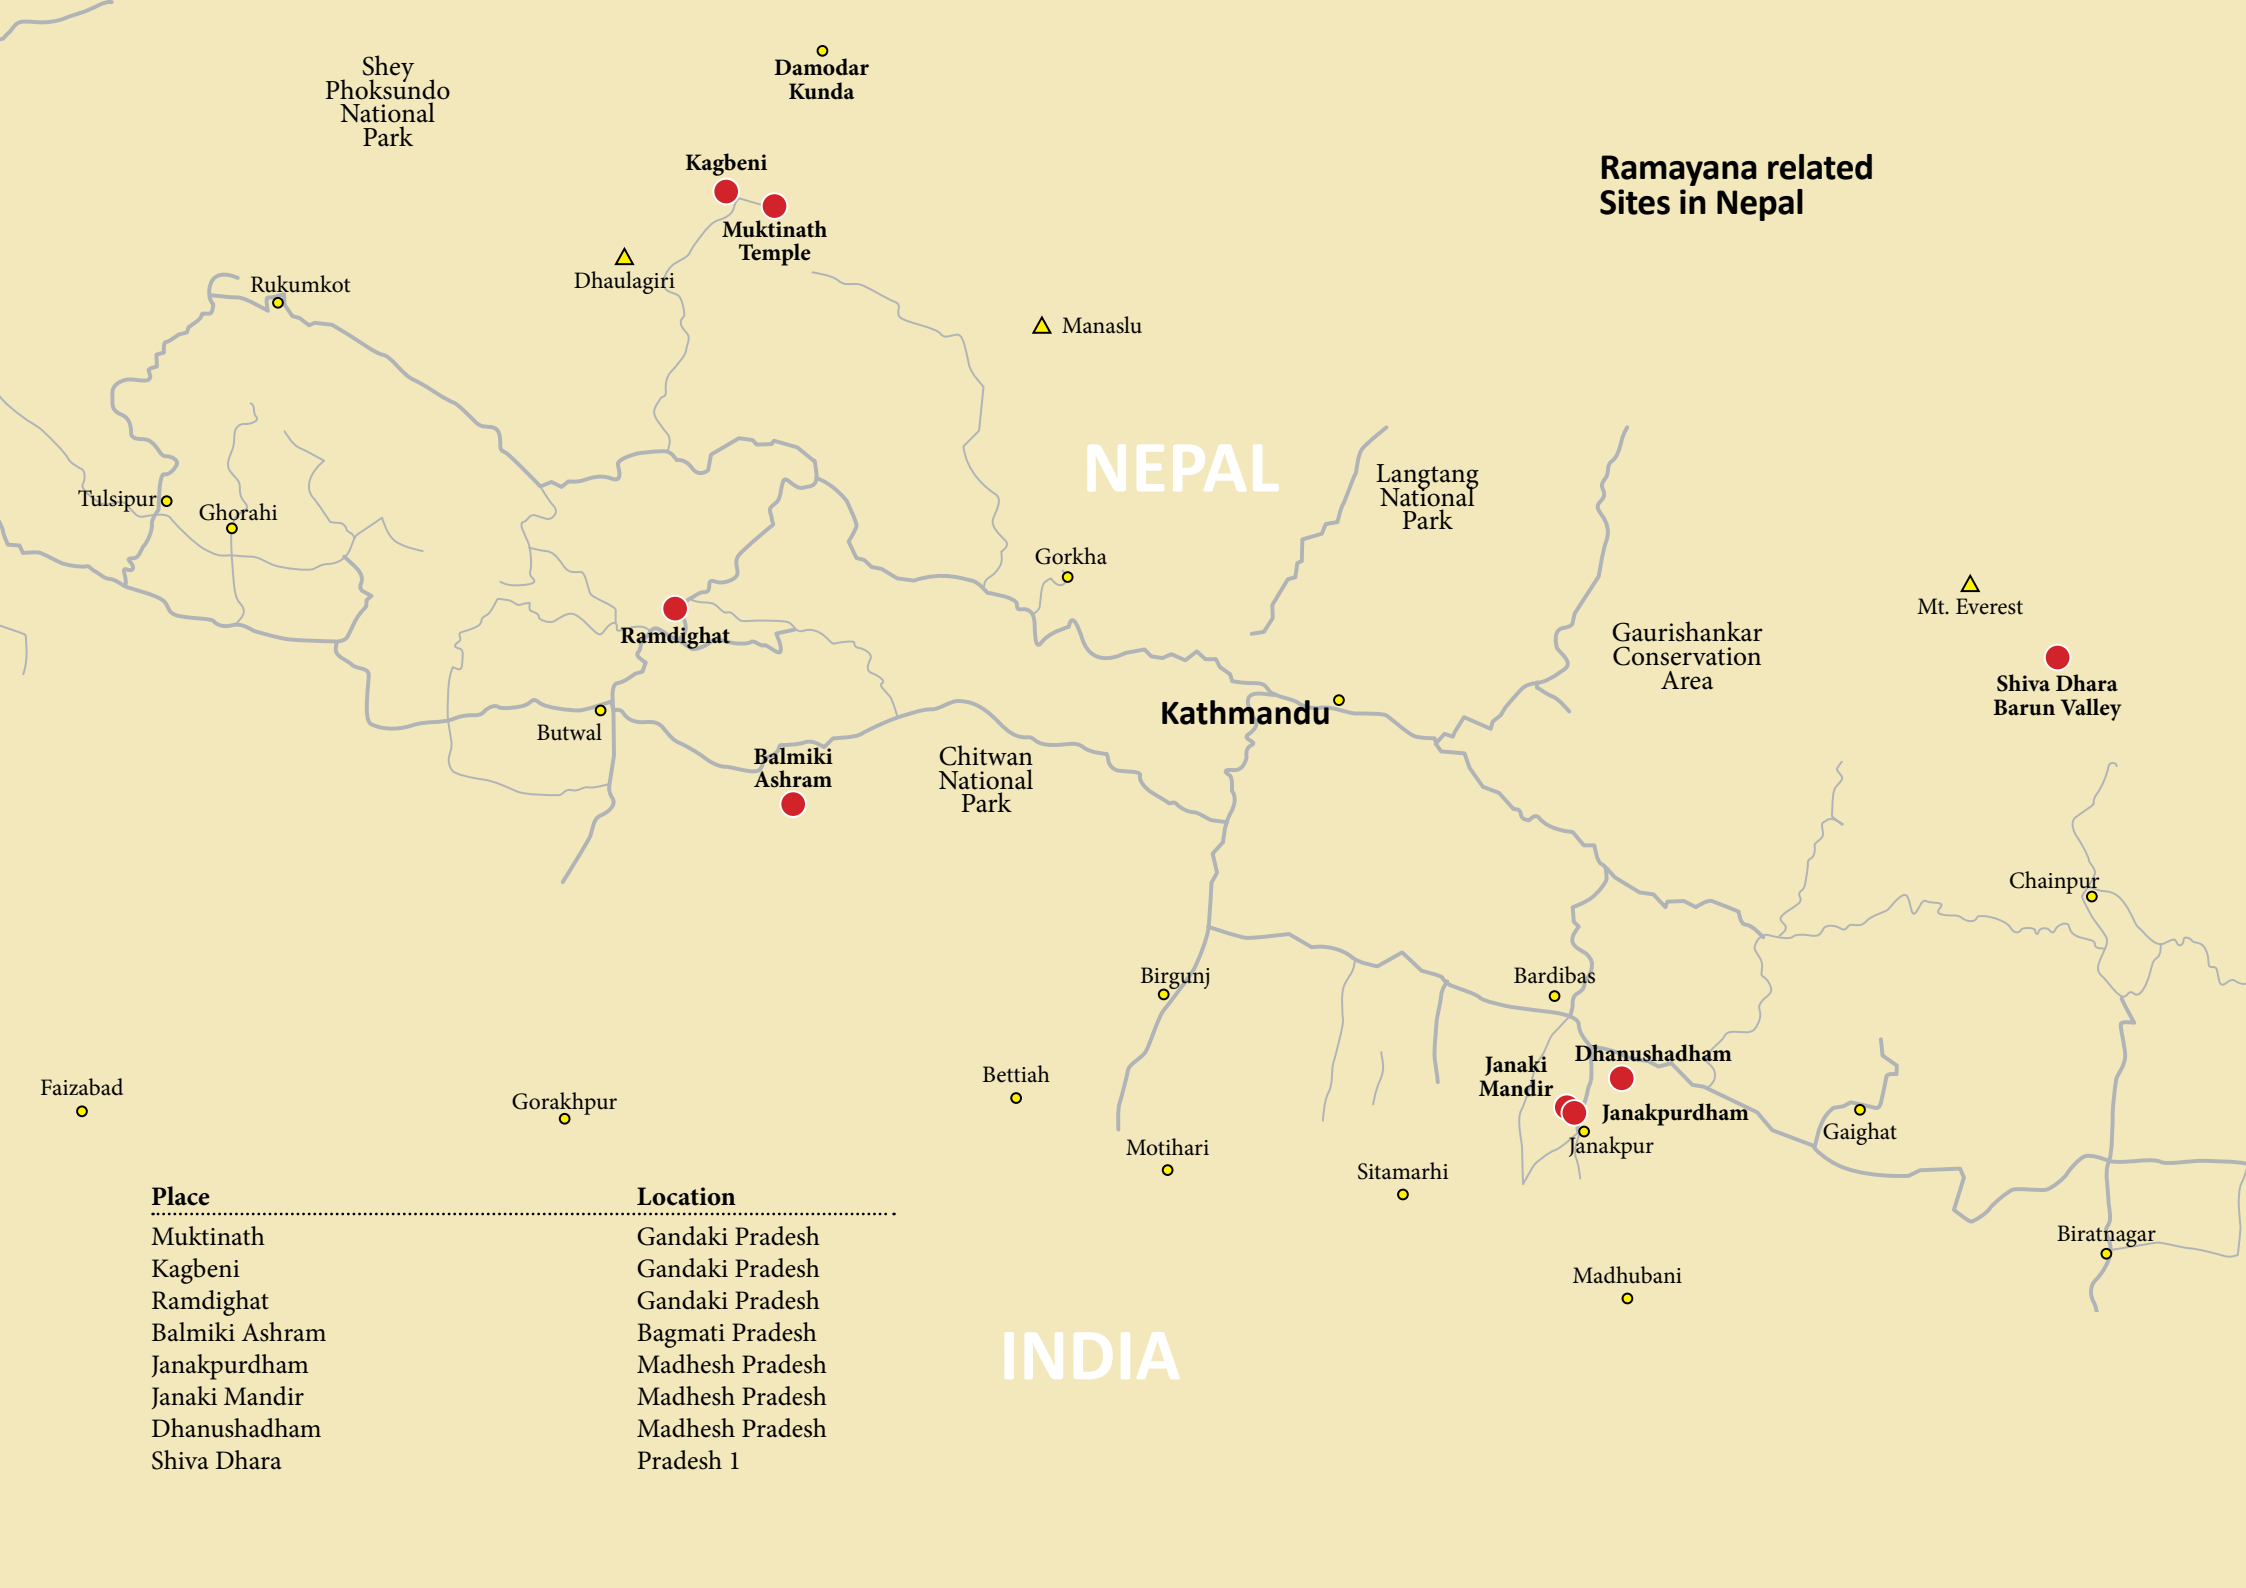 Shey
Phoksundo
National
Park
Damodar
Kunda
Kagbeni
Ramayana related
Sites in Nepal
Muktinath
Temple
Dhaulagiri
Rukumkot
Manaslu
NEPAL
Langtang
National
Park
Tulsipur
Ghorahi
Gorkha
Mt. Everest
Ramdighat
Gaurishankar
Conservation
Area
Shiva Dhara
Barun Valley
Kathmandu
Butwal
Balmiki
Ashram
Chitwan
National
Park
Chainpur
Birgunj
Bardibas
Dhanushadham
Janaki
Mandir
Bettiah
Faizabad
Gorakhpur
Janakpurdham
Gaighat
Motihari
Janakpur
Sitamarhi
Place Location
Muktinath Gandaki Pradesh
Kagbeni Gandaki Pradesh
Ramdighat Gandaki Pradesh
Balmiki Ashram Bagmati Pradesh
Janakpurdham Madhesh Pradesh
Janaki Mandir Madhesh Pradesh
Dhanushadham Madhesh Pradesh
Shiva Dhara Pradesh 1
Biratnagar
Madhubani
INDIA